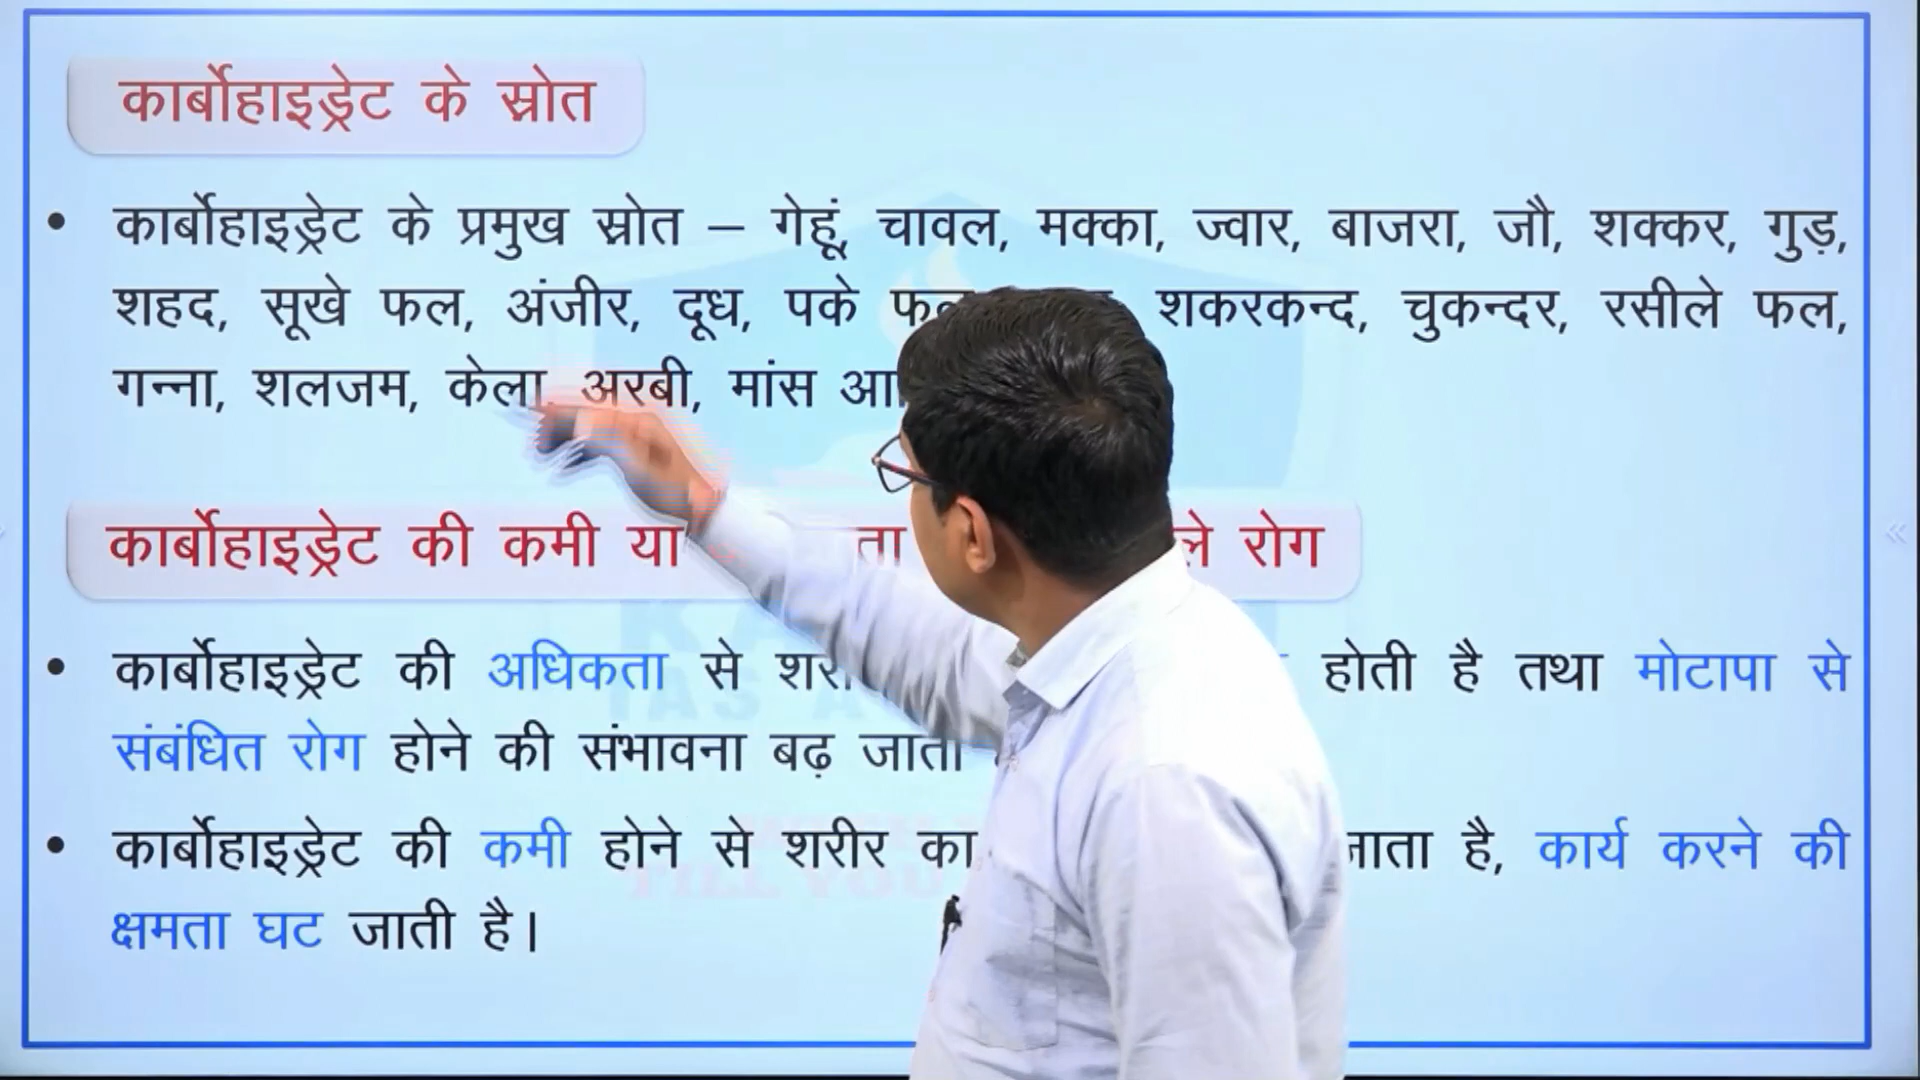 कार्बोहाइड्रेट के स्रोत
• कार्बोहाइड्रेट के प्रमुख स्रोत – गेहूं, चावल, मक्का, ज्वार, बाजरा, जौ, शक्कर, गुड़,
शहद, सूखे फल, अंजीर, दूध, पके शकरकन्द, चुकन्दर, रसीले फल,
गन्ना, शलजम, केला, अरबी, मांस
कार्बोहाइड्रेट की कमी या रोग
• कार्बोहाइड्रेट की अधिकता से होती है तथा मोटापा से
संबंधित रोग होने की संभावना बढ़ जाती
• कार्बोहाइड्रेट की कमी होने से शरीर का जाता है, कार्य करने की
क्षमता घट जाती है।